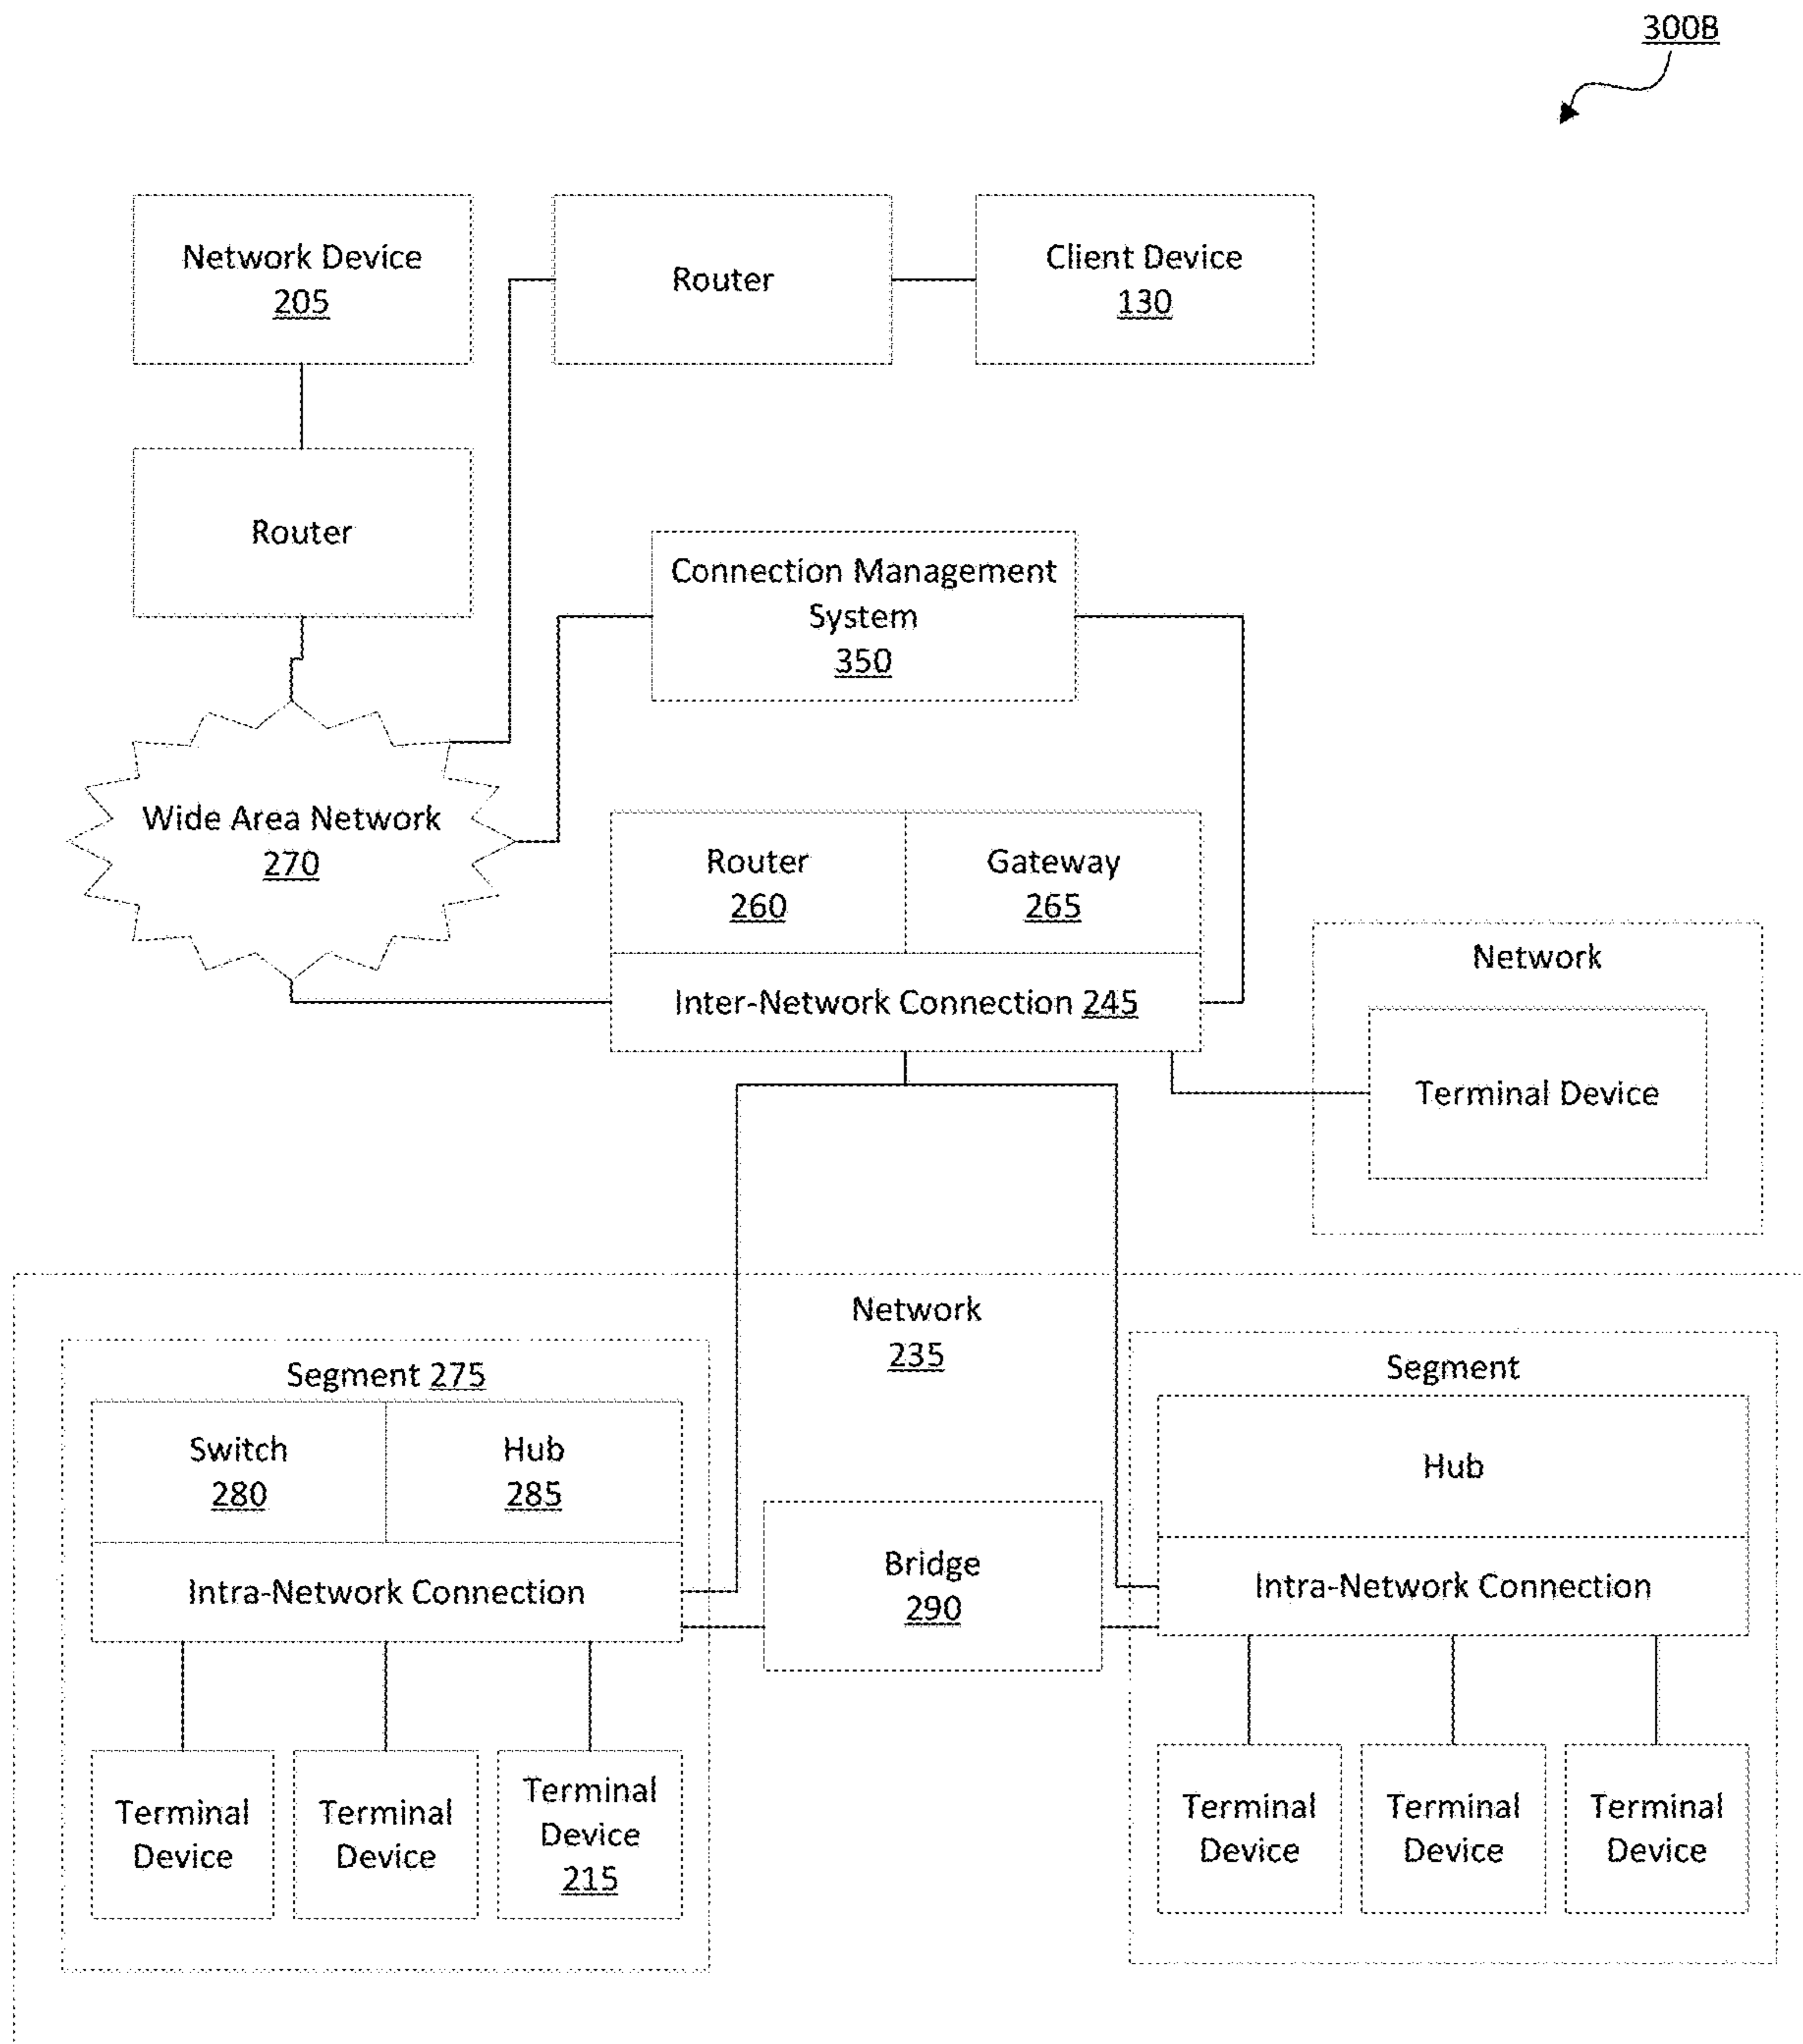 300B
Network Device
205
Router
Client Device
130
Router
Connection Management
System
350
Wide Area Network
270
Router
260
Gateway
265
Inter-Network Connection 245
Network
Terminal Device
Network
235
Segment 275
Switch
280
Hub
285
Intra-Network Connection
Bridge
290
Segment
Hub
Intra-Network Connection
Terminal
Device
Terminal
Device
Terminal
Device
215
Terminal
Device
Terminal
Device
Terminal
Device